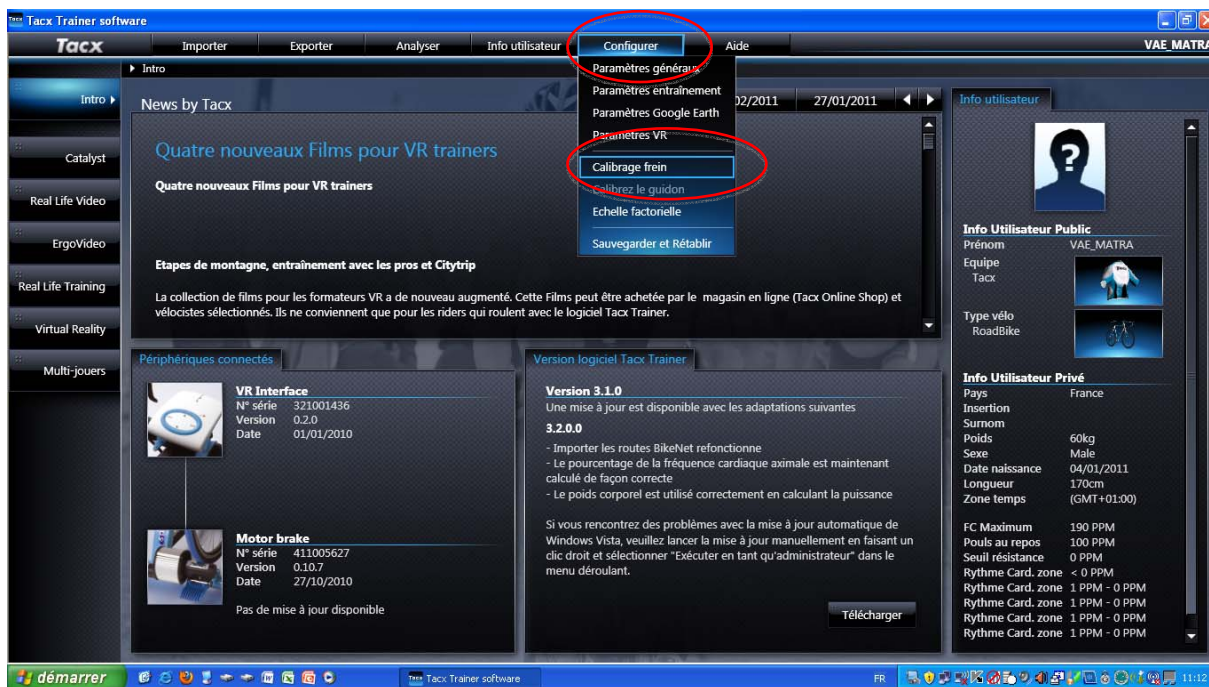 Tacx Trainer software
Tacx Importer Exporter Analyser Info utilisateur Configurer Aide VAE_MATRA
Intro
Intro
Catalyst
Real Life Video
ErgoVideo
Real Life Training
Virtual Reality
Multi-jouers
Paramètres généraux
Paramètres entraînement
Paramètres Google Earth
Paramètres VR
Calibrage frein
Calibrez le guidon
Echelle factorielle
Sauvegarder et Rétablir
News by Tacx
02/2011 27/01/2011
Quatre nouveaux Films pour VR trainers
Quatre nouveaux Films pour VR trainers
Etapes de montagne, entraînement avec les pros et Citytrip
La collection de films pour les formateurs VR a de nouveau augmenté. Cette Films peut être achetée par le magasin en ligne (Tacx Online Shop) et
vélocistes sélectionnés. Ils ne conviennent que pour les riders qui roulent avec le logiciel Tacx Trainer.
Périphériques connectés
VR Interface
N° série 321001436
Version 0.2.0
Date 01/01/2010
Motor brake
N° série 411005627
Version 0.10.7
Date 27/10/2010
Pas de mise à jour disponible
Version logiciel Tacx Trainer
Version 3.1.0
Une mise à jour est disponible avec les adaptations suivantes
3.2.0.0
- Importer les routes BikeNet refonctionne
- Le pourcentage de la fréquence cardiaque aximale est maintenant
calculé de façon correcte
- Le poids corporel est utilisé correctement en calculant la puissance
Si vous rencontrez des problèmes avec la mise à jour automatique de
Windows Vista, veuillez lancer la mise à jour manuellement en faisant un
clic droit et sélectionner "Exécuter en tant qu'administrateur" dans le
menu déroulant.
Télécharger
Info utilisateur
Info Utilisateur Public
Prénom VAE_MATRA
Equipe
Tacx
Type vélo
RoadBike
Info Utilisateur Privé
Pays France
Insertion
Surnom
Poids 60kg
Sexe Male
Date naissance 04/01/2011
Longueur 170cm
Zone temps (GMT+01:00)
FC Maximum 190 PPM
Pouls au repos 100 PPM
Seuil résistance 0 PPM
Rythme Card. zone < 0 PPM
Rythme Card. zone 1 PPM - 0 PPM
Rythme Card. zone 1 PPM - 0 PPM
Rythme Card. zone 1 PPM - 0 PPM
Rythme Card. zone 1 PPM - 0 PPM
démarrer Tacx Trainer software FR 11:12